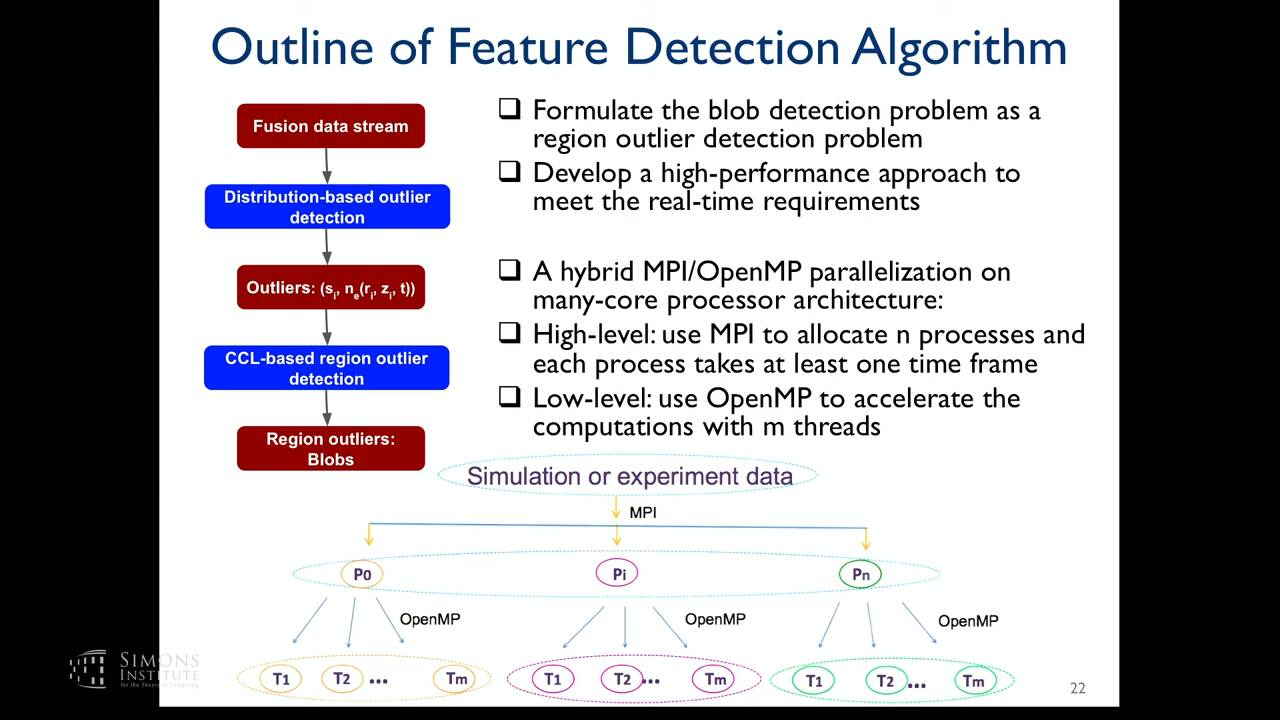 Outline of Feature Detection Algorithm
Fusion data stream
Distribution-based outlier
detection
Outliers: (si, ne(ri, zi, t))
CCL-based region outlier
detection
Region outliers:
Blobs
❑ Formulate the blob detection problem as a
region outlier detection problem
❑ Develop a high-performance approach to
meet the real-time requirements
❑ A hybrid MPI/OpenMP parallelization on
many-core processor architecture:
❑ High-level: use MPI to allocate n processes and
each process takes at least one time frame
❑ Low-level: use OpenMP to accelerate the
computations with m threads
Simulation or experiment data
MPI
P0 Pi Pn
OpenMP OpenMP OpenMP
T1 T2 ... Tm T1 T2 ... Tm T1 T2 ... Tm
SIMONS
INSTITUTE
for the Theory of Computing
22